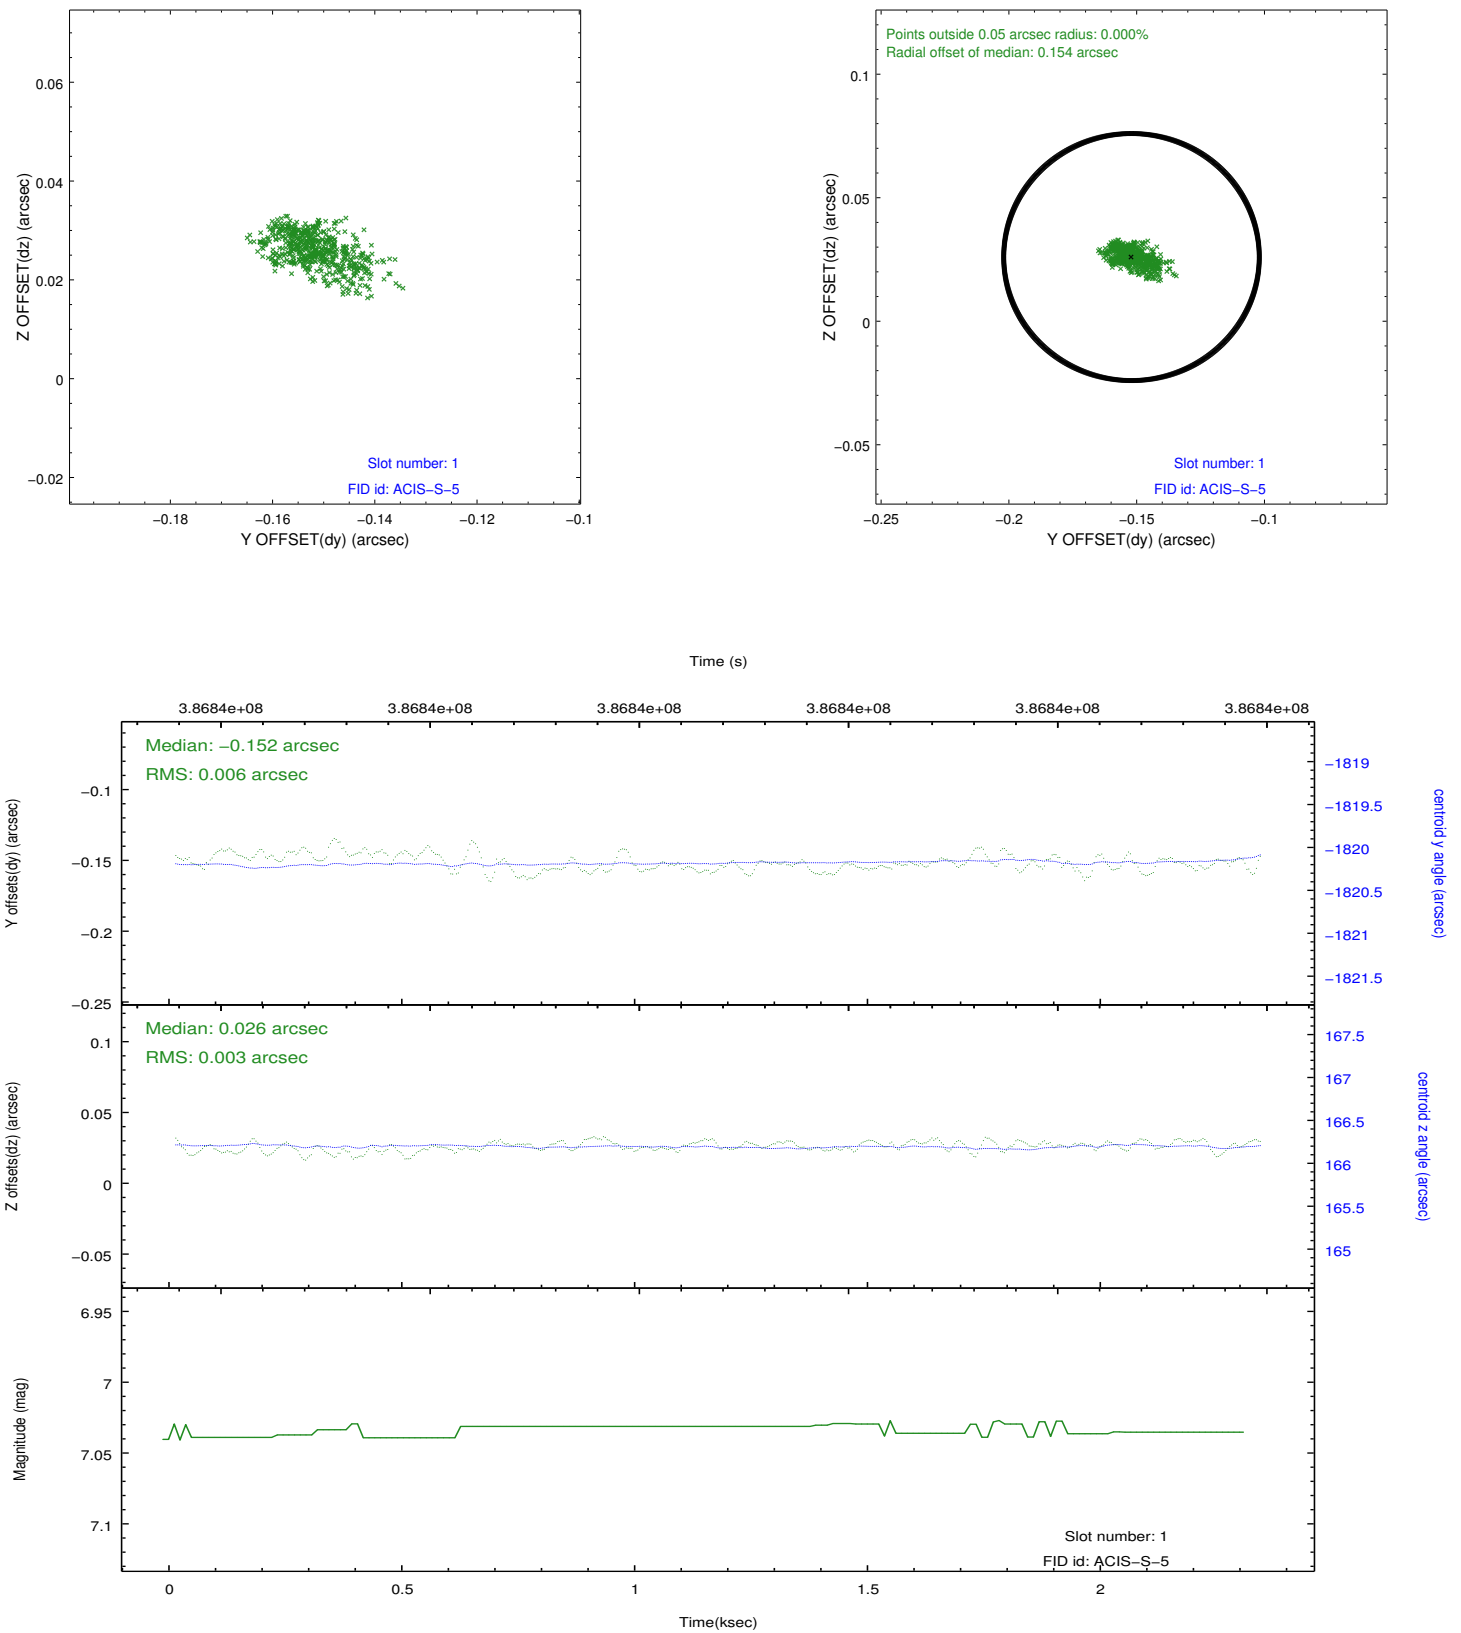 0.06
0.04
0.02
0
−0.02
Z OFFSET(dz) (arcsec)
Slot number: 1
FID id: ACIS−S−5
−0.18
−0.16
−0.14
−0.12
−0.1
Y OFFSET(dy) (arcsec)
Points outside 0.05 arcsec radius: 0.000%
Radial offset of median: 0.154 arcsec
0.1
0.05
0
−0.05
Z OFFSET(dz) (arcsec)
Slot number: 1
FID id: ACIS−S−5
−0.25
−0.2
−0.15
−0.1
Y OFFSET(dy) (arcsec)
Time (s)
3.8684e+08
3.8684e+08
3.8684e+08
3.8684e+08
3.8684e+08
3.8684e+08
Median: −0.152 arcsec
RMS: 0.006 arcsec
−0.1
−0.15
−0.2
−0.25
Y offsets(dy) (arcsec)
−1819
−1819.5
−1820
−1820.5
−1821
−1821.5
centroid y angle (arcsec)
Median: 0.026 arcsec
RMS: 0.003 arcsec
0.1
0.05
0
−0.05
Z offsets(dz) (arcsec)
167.5
167
166.5
166
165.5
165
centroid z angle (arcsec)
6.95
7
7.05
7.1
Magnitude (mag)
Slot number: 1
FID id: ACIS−S−5
0
0.5
1
1.5
2
Time(ksec)